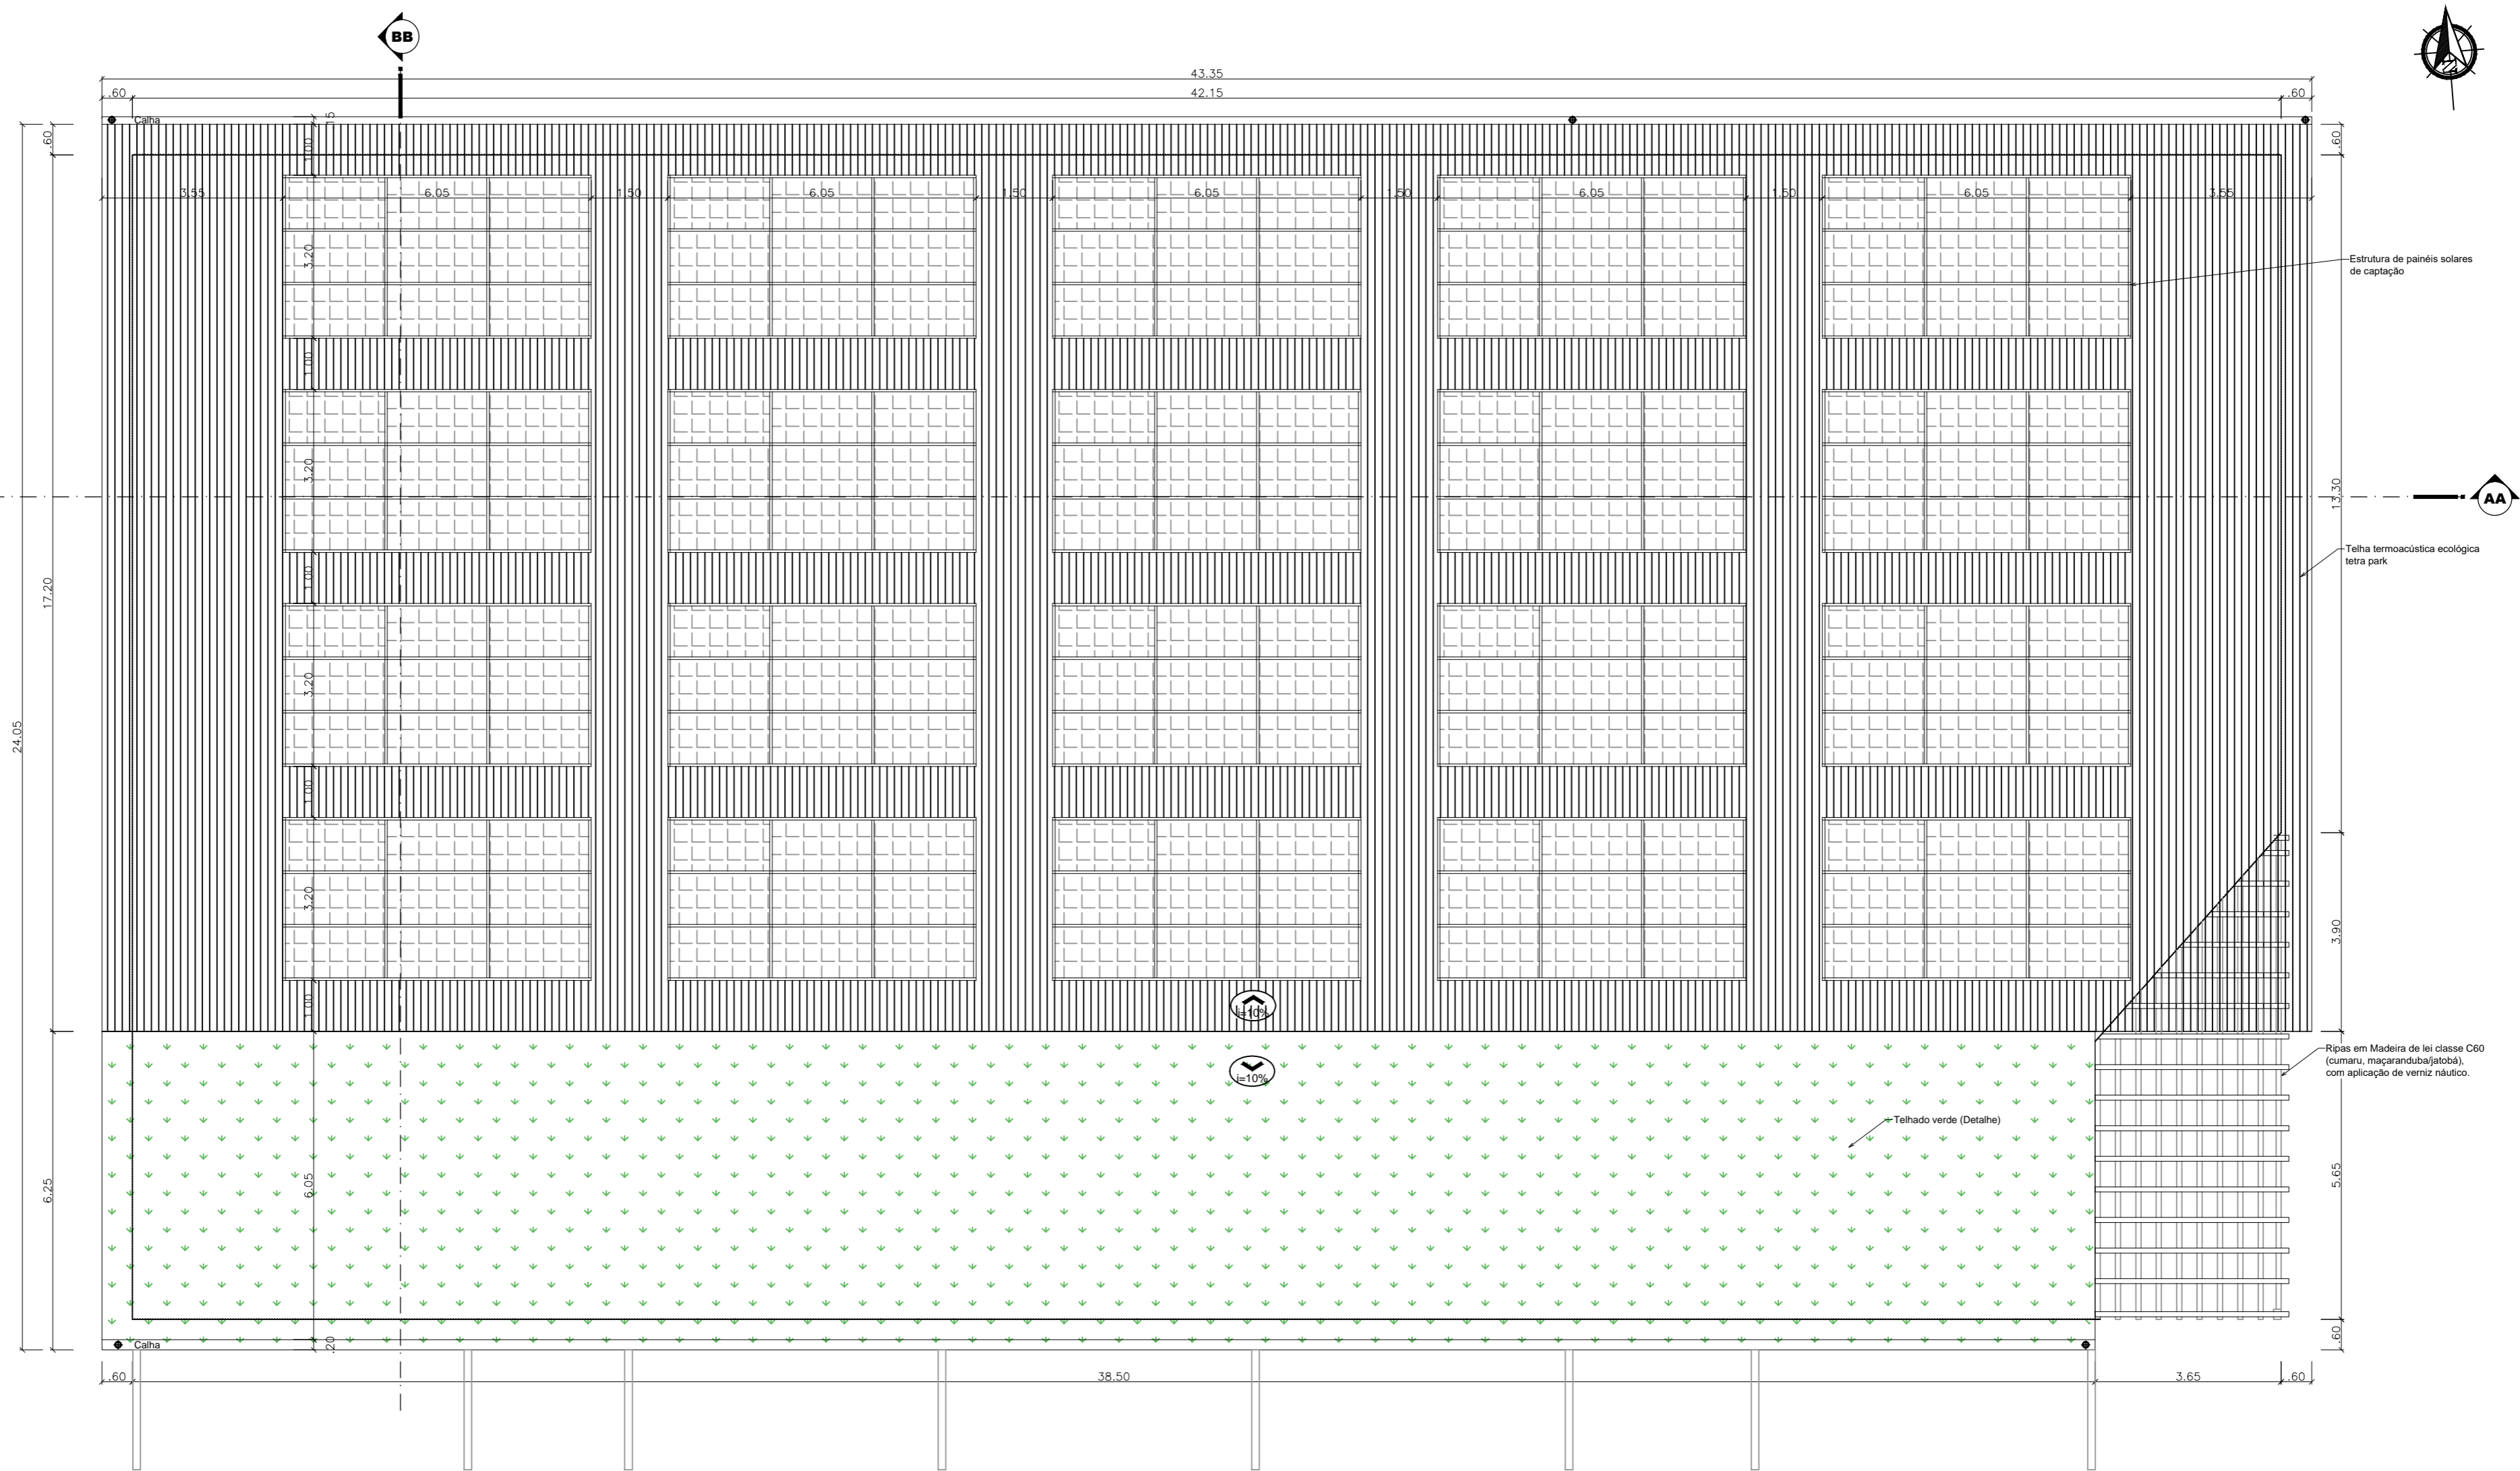 BB
43.35
.60
42.15
.60
Calha
15
.60
1.00
.60
3.55
6.05
1.50
6.05
1.50
6.05
1.50
6.05
1.50
6.05
3.55
3.20
Estrutura de painéis solares
de captação
1.00
3.20
13.30
AA
Telha termoacústica ecológica
tetra park
1.00
17.20
3.20
24.05
1.00
3.20
3.90
1.00
i=10%
i=10%
Ripas em Madeira de lei classe C60
(cumaru, maçaranduba/jatobá),
com aplicação de verniz náutico.
Telhado verde (Detalhe)
6.25
6.05
5.65
Calha
.20
.60
.60
38.50
3.65
.60